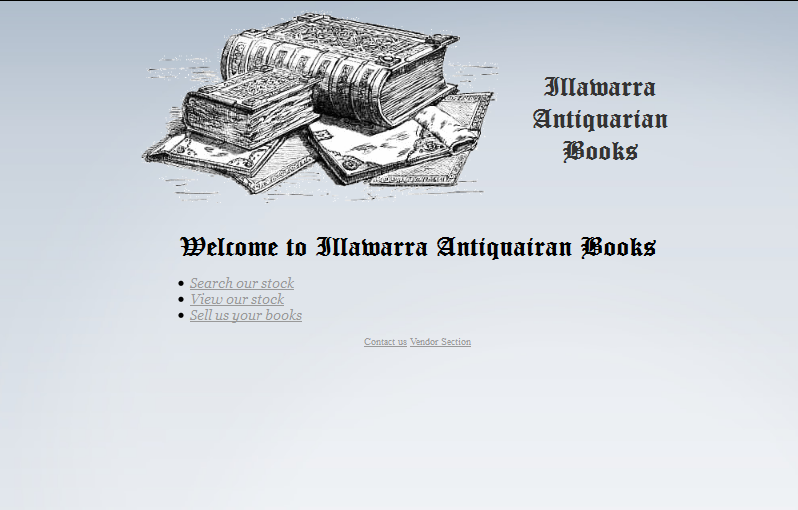 Illawarra
Antiquarian
Books
Welcome to Illawarra Antiquairan Books
Search our stock
View our stock
Sell us your books
Contact us Vendor Section